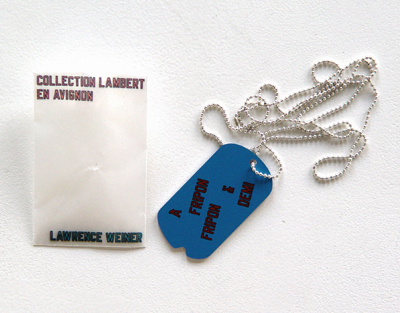 COLLECTION LAMBERT
EN AVIGNON
LAWRENCE WEINER
À FRIPON
FRIPON &
DEMI